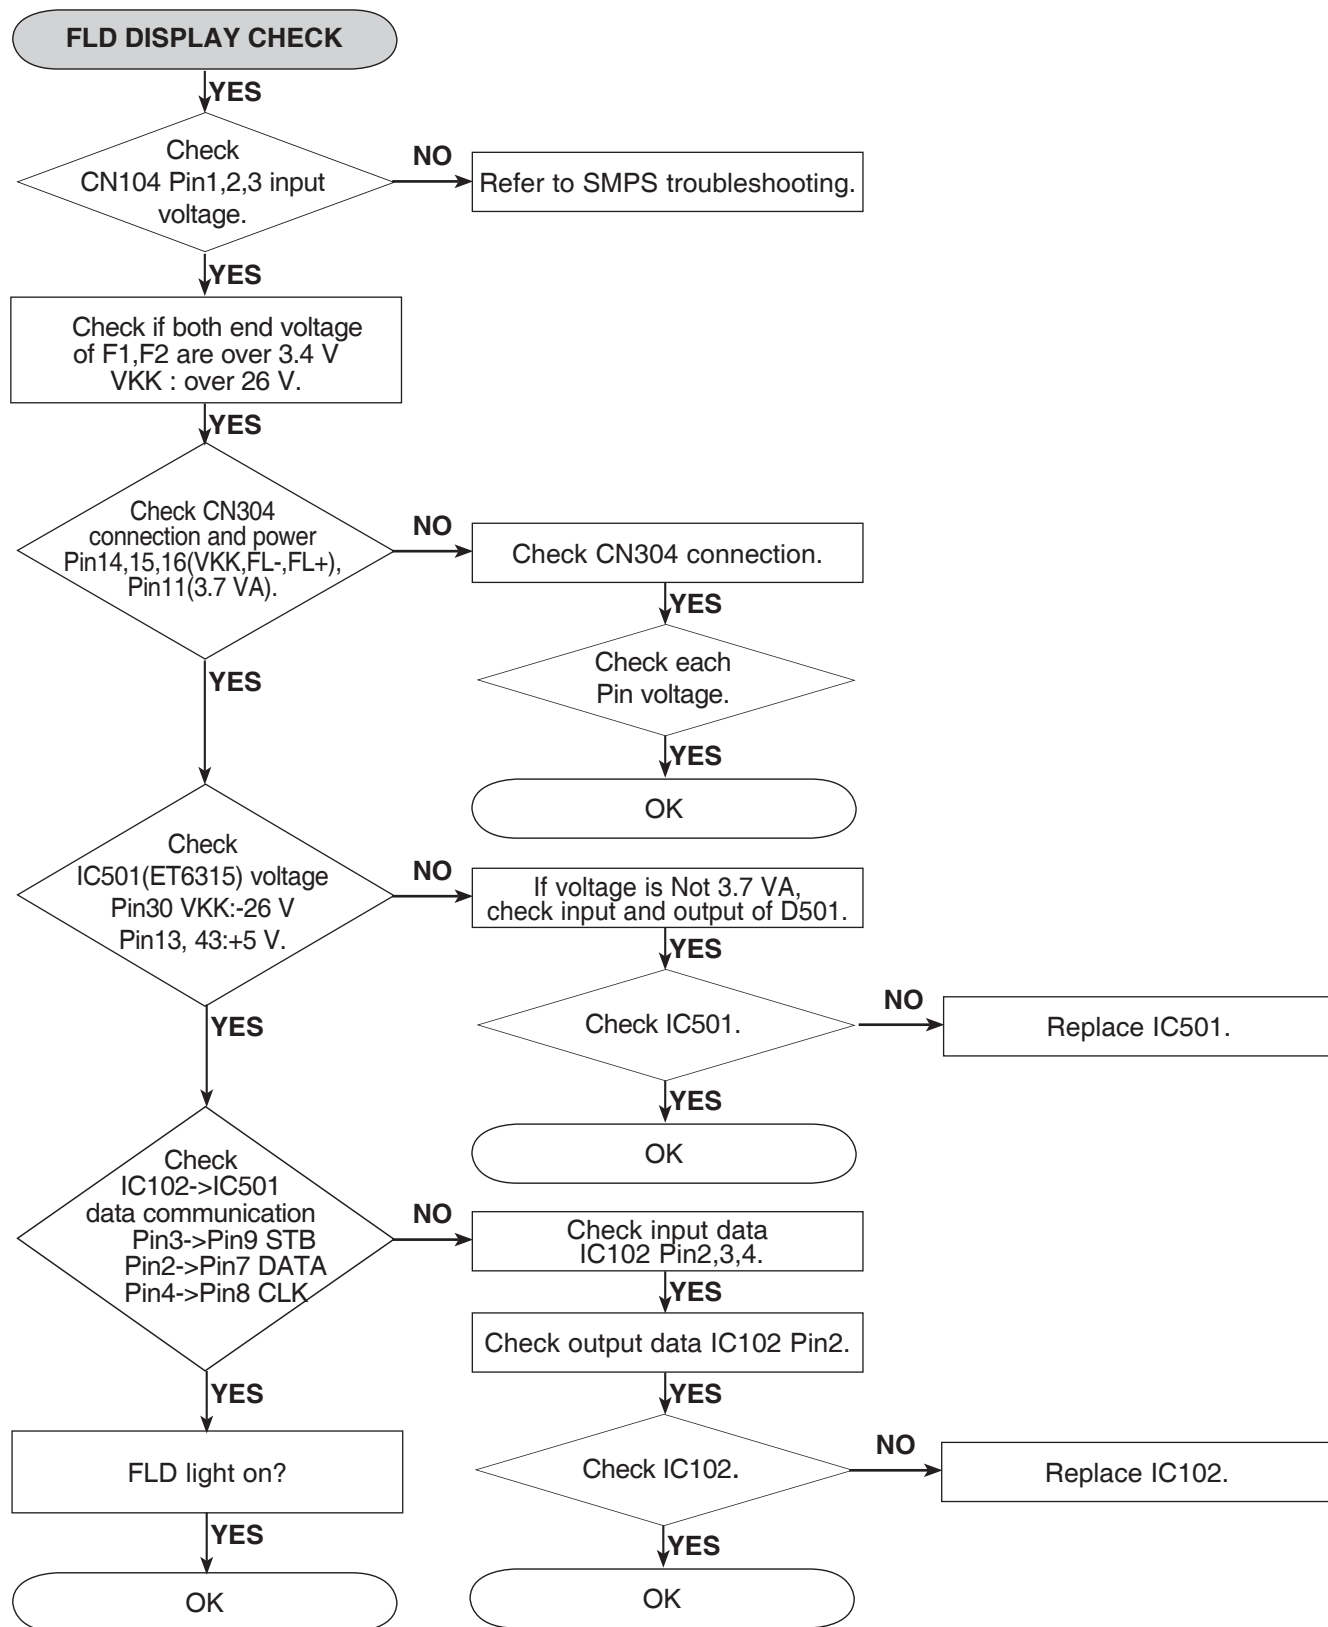 FLD DISPLAY CHECK
YES
Check
CN104 Pin1,2,3 input
voltage.
NO
Refer to SMPS troubleshooting.
YES
Check if both end voltage
of F1,F2 are over 3.4 V
VKK : over 26 V.
YES
Check CN304
connection and power
Pin14,15,16(VKK,FL-,FL+),
Pin11(3.7 VA).
NO
Check CN304 connection.
YES
Check each
Pin voltage.
YES
OK
YES
Check
IC501(ET6315) voltage
Pin30 VKK:-26 V
Pin13, 43:+5 V.
NO
If voltage is Not 3.7 VA,
check input and output of D501.
YES
Check IC501.
NO
Replace IC501.
YES
OK
YES
Check
IC102->IC501
data communication
Pin3->Pin9 STB
Pin2->Pin7 DATA
Pin4->Pin8 CLK
NO
Check input data
IC102 Pin2,3,4.
YES
Check output data IC102 Pin2.
YES
Check IC102.
NO
Replace IC102.
YES
OK
YES
FLD light on?
YES
OK